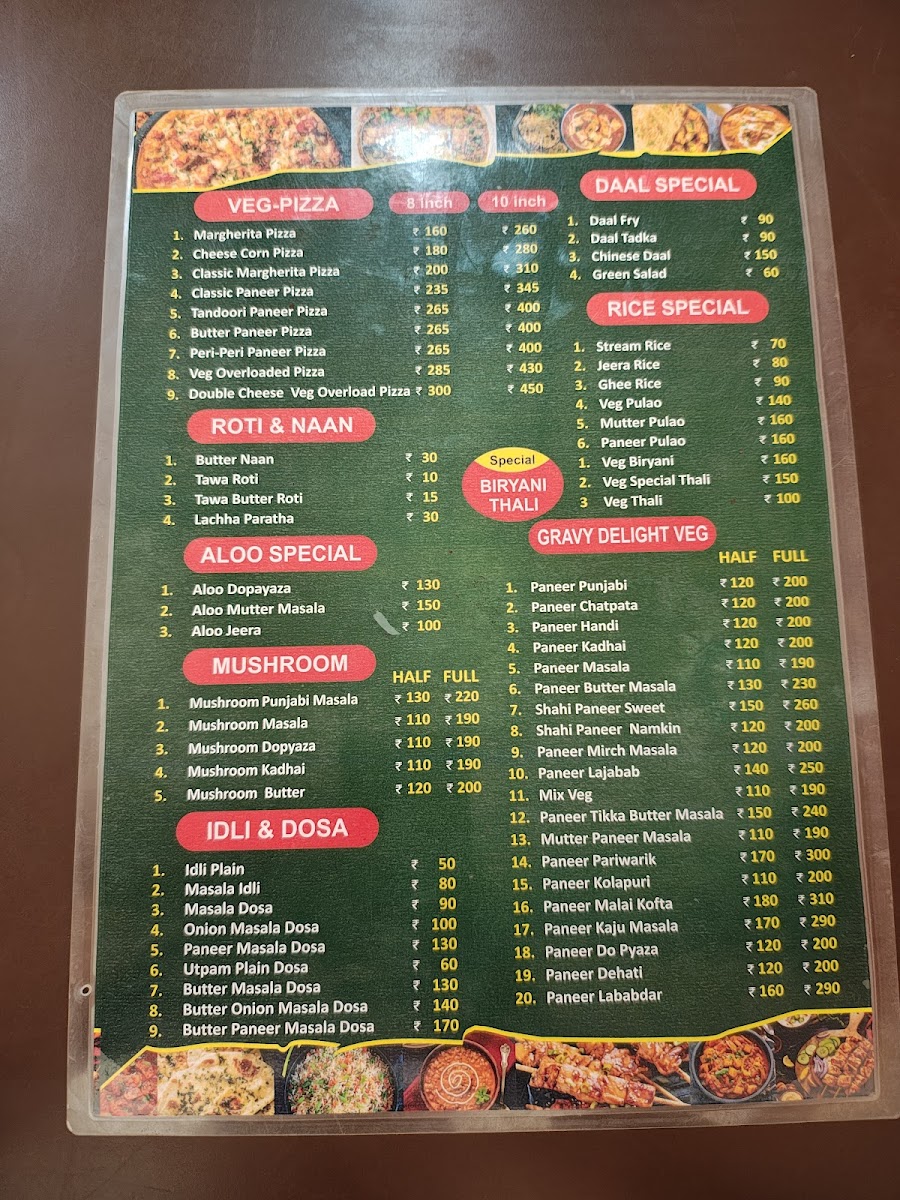 VEG-PIZZA 8 Inch 10 Inch
1. Margherita Pizza ₹ 160 ₹ 260
2. Cheese Corn Pizza ₹ 180 ₹ 280
3. Classic Margherita Pizza ₹ 200 ₹ 310
4. Classic Paneer Pizza ₹ 235 ₹ 345
5. Tandoori Paneer Pizza ₹ 265 ₹ 400
6. Butter Paneer Pizza ₹ 265 ₹ 400
7. Peri-Peri Paneer Pizza ₹ 265 ₹ 400
8. Veg Overloaded Pizza ₹ 285 ₹ 430
9. Double Cheese Veg Overload Pizza ₹ 300 ₹ 450
ROTI & NAAN
1. Butter Naan ₹ 30
2. Tawa Roti ₹ 10
3. Tawa Butter Roti ₹ 15
4. Lachha Paratha ₹ 30
ALOO SPECIAL
1. Aloo Dopayaza ₹ 130
2. Aloo Mutter Masala ₹ 150
3. Aloo Jeera ₹ 100
MUSHROOM HALF FULL
1. Mushroom Punjabi Masala ₹ 130 ₹ 220
2. Mushroom Masala ₹ 110 ₹ 190
3. Mushroom Dopyaza ₹ 110 ₹ 190
4. Mushroom Kadhai ₹ 110 ₹ 190
5. Mushroom Butter ₹ 120 ₹ 200
IDLI & DOSA
1. Idli Plain ₹ 50
2. Masala Idli ₹ 80
3. Masala Dosa ₹ 90
4. Onion Masala Dosa ₹ 100
5. Paneer Masala Dosa ₹ 130
6. Utpam Plain Dosa ₹ 60
7. Butter Masala Dosa ₹ 130
8. Butter Onion Masala Dosa ₹ 140
9. Butter Paneer Masala Dosa ₹ 170
DAAL SPECIAL
1. Daal Fry ₹ 90
2. Daal Tadka ₹ 90
3. Chinese Daal ₹ 150
4. Green Salad ₹ 60
RICE SPECIAL
1. Stream Rice ₹ 70
2. Jeera Rice ₹ 80
3. Ghee Rice ₹ 90
4. Veg Pulao ₹ 140
5. Mutter Pulao ₹ 160
6. Paneer Pulao ₹ 160
Special
BIRYANI
THALI
1. Veg Biryani ₹ 160
2. Veg Special Thali ₹ 150
3 Veg Thali ₹ 100
GRAVY DELIGHT VEG
HALF FULL
1. Paneer Punjabi ₹ 120 ₹ 200
2. Paneer Chatpata ₹ 120 ₹ 200
3. Paneer Handi ₹ 120 ₹ 200
4. Paneer Kadhai ₹ 120 ₹ 200
5. Paneer Masala ₹ 110 ₹ 190
6. Paneer Butter Masala ₹ 130 ₹ 230
7. Shahi Paneer Sweet ₹ 150 ₹ 260
8. Shahi Paneer Namkin ₹ 120 ₹ 200
9. Paneer Mirch Masala ₹ 120 ₹ 200
10. Paneer Lajabab ₹ 140 ₹ 250
11. Mix Veg ₹ 110 ₹ 190
12. Paneer Tikka Butter Masala ₹ 150 ₹ 240
13. Mutter Paneer Masala ₹ 110 ₹ 190
14. Paneer Pariwarik ₹ 170 ₹ 300
15. Paneer Kolapuri ₹ 110 ₹ 200
16. Paneer Malai Kofta ₹ 180 ₹ 310
17. Paneer Kaju Masala ₹ 170 ₹ 290
18. Paneer Do Pyaza ₹ 120 ₹ 200
19. Paneer Dehati ₹ 120 ₹ 200
20. Paneer Lababdar ₹ 160 ₹ 290